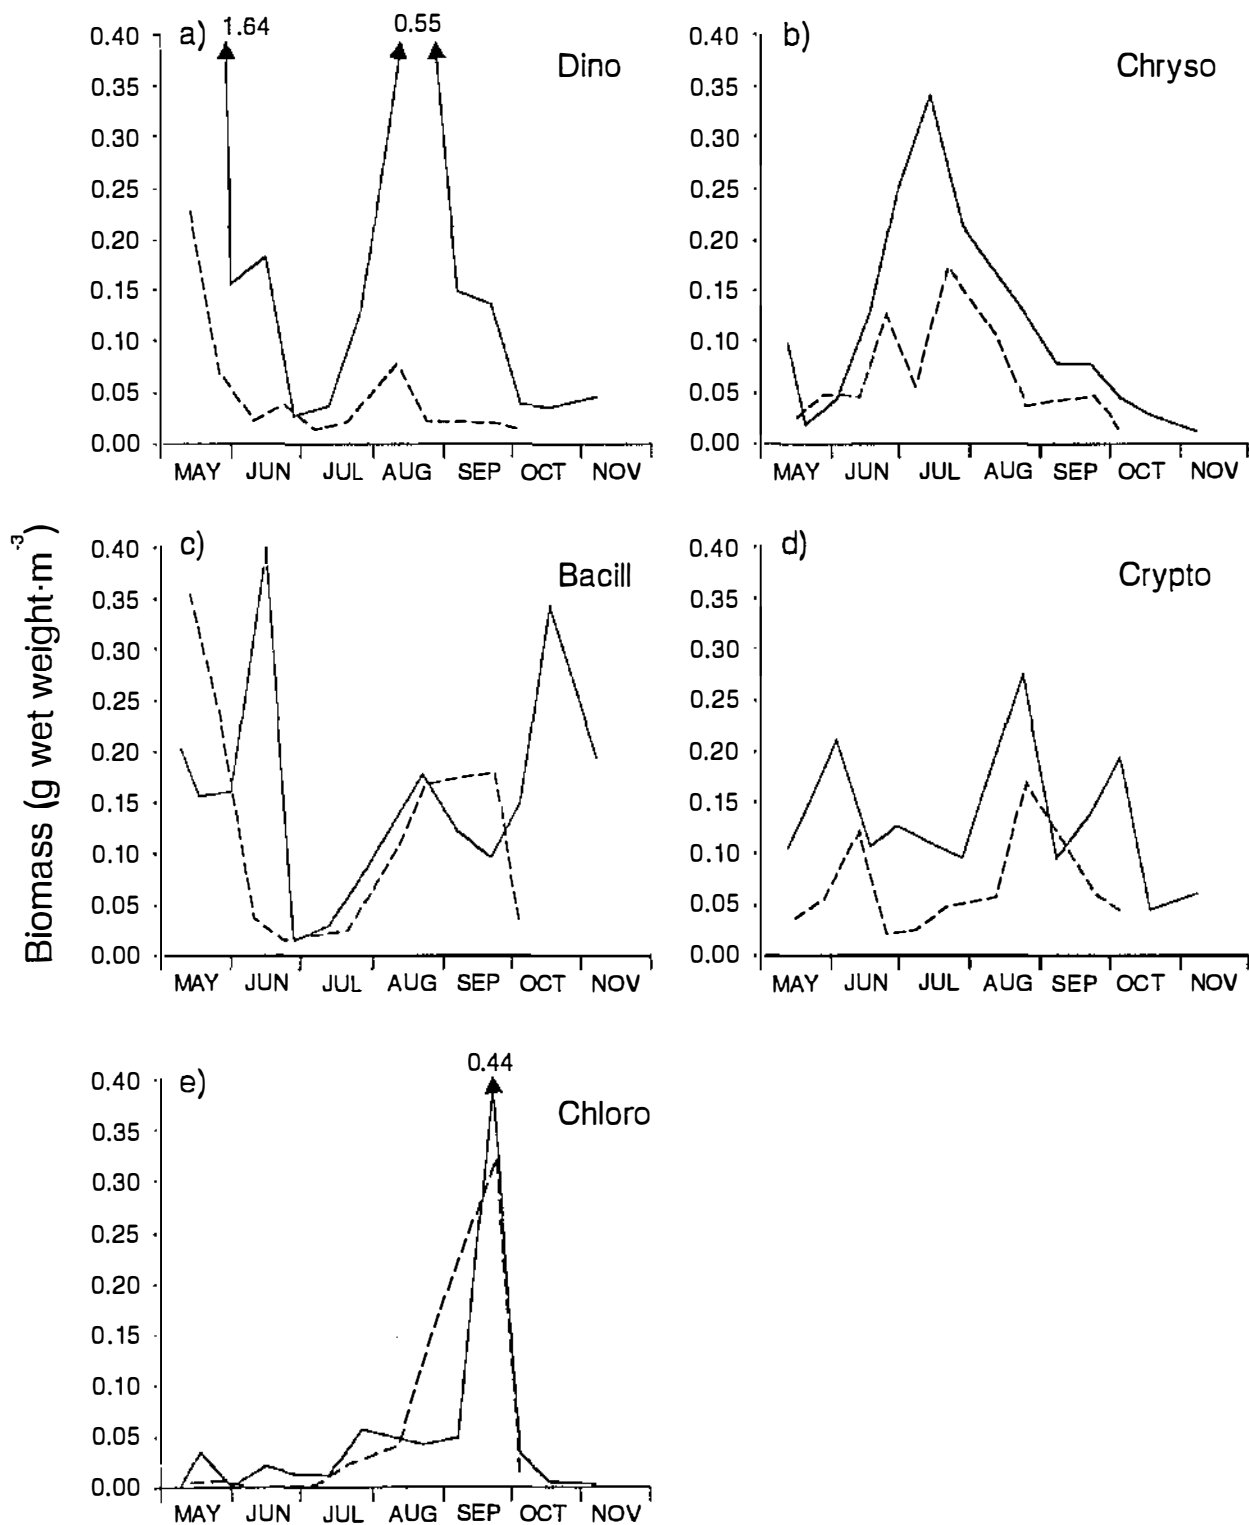 a) 1.64 0.55
Dino
0.40
0.35
0.30
0.25
0.20
0.15
0.10
0.05
0.00
MAY JUN JUL AUG SEP OCT NOV
b)
Chryso
0.40
0.35
0.30
0.25
0.20
0.15
0.10
0.05
0.00
MAY JUN JUL AUG SEP OCT NOV
Biomass (g wet weight·m⁻³)
c)
Bacill
0.40
0.35
0.30
0.25
0.20
0.15
0.10
0.05
0.00
MAY JUN JUL AUG SEP OCT NOV
d)
Crypto
0.40
0.35
0.30
0.25
0.20
0.15
0.10
0.05
0.00
MAY JUN JUL AUG SEP OCT NOV
e) 0.44
Chloro
0.40
0.35
0.30
0.25
0.20
0.15
0.10
0.05
0.00
MAY JUN JUL AUG SEP OCT NOV